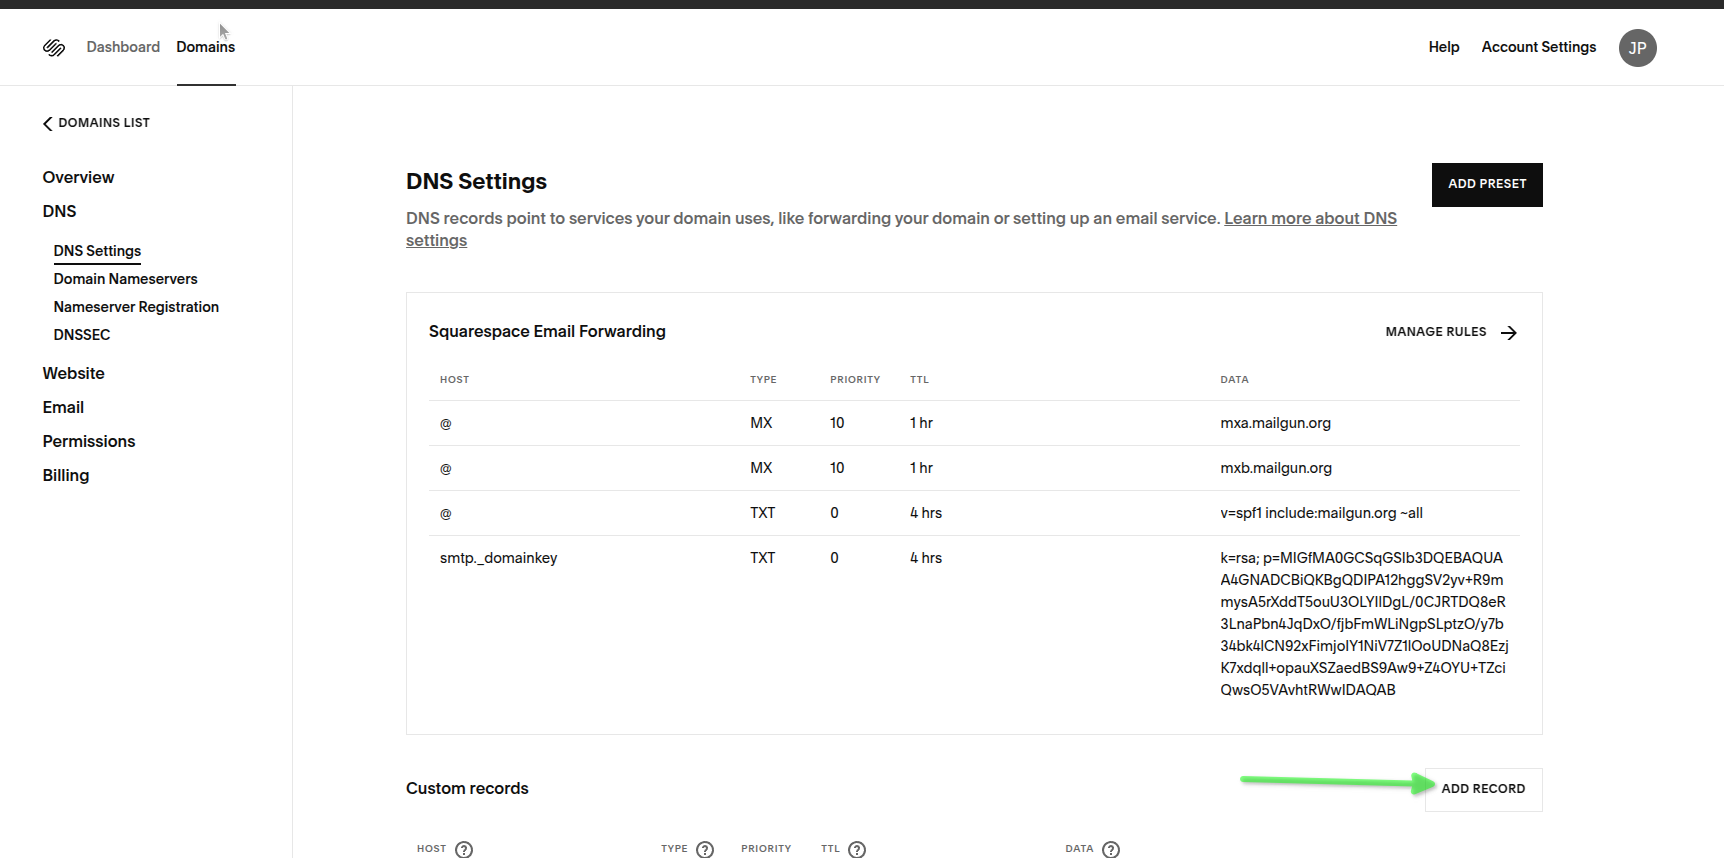 Dashboard Domains Help Account Settings JP
DOMAINS LIST
Overview
DNS
DNS Settings
Domain Nameservers
Nameserver Registration
DNSSEC
Website
Email
Permissions
Billing
DNS Settings
ADD PRESET
DNS records point to services your domain uses, like forwarding your domain or setting up an email service. Learn more about DNS
settings
Squarespace Email Forwarding MANAGE RULES
HOST TYPE PRIORITY TTL DATA
@ MX 10 1 hr mxa.mailgun.org
@ MX 10 1 hr mxb.mailgun.org
@ TXT 0 4 hrs v=spf1 include:mailgun.org ~all
smtp._domainkey TXT 0 4 hrs k=rsa; p=MIGfMA0GCSqGSIb3DQEBAQUA
A4GNADCBiQKBgQDIPA12hggSV2yv+R9m
mysA5rXddT5ouU3OLYIIDgL/0CJRTDQ8eR
3LnaPbn4JqDxO/fjbFmWLiNgpSLptzO/y7b
34bk4lCN92xFimjoIY1NiV7Z1lOoUDNaQ8Ezj
K7xdqlI+opauXSZaedBS9Aw9+Z4OYU+TZci
QwsO5VAvhtRWwIDAQAB
Custom records ADD RECORD
HOST ? TYPE ? PRIORITY TTL ? DATA ?